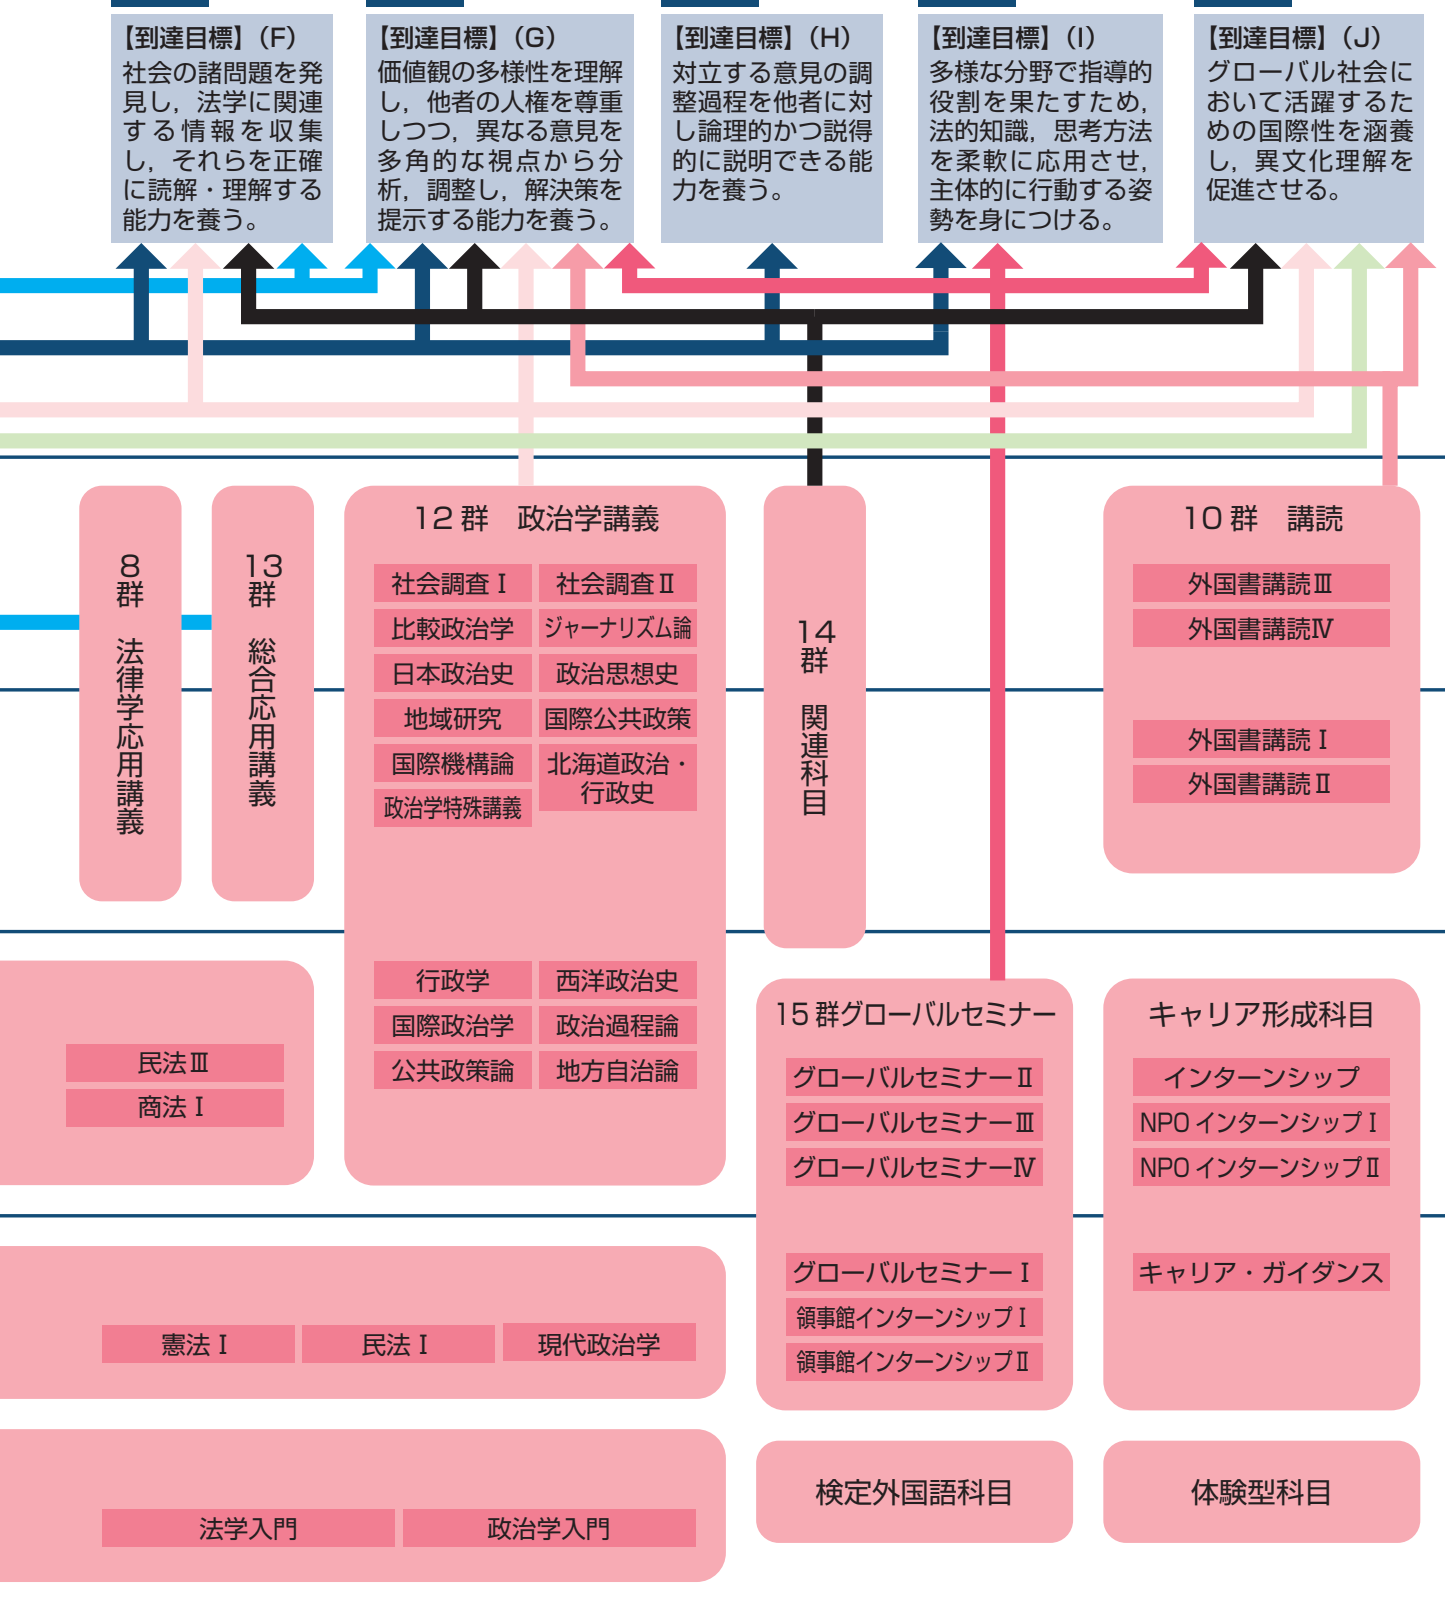 【到達目標】（F）
社会の諸問題を発
見し，法学に関連
する情報を収集
し，それらを正確
に読解・理解する
能力を養う。
【到達目標】（G）
価値観の多様性を理解
し，他者の人権を尊重
しつつ，異なる意見を
多角的な視点から分
析，調整し，解決策を
提示する能力を養う。
【到達目標】（H）
対立する意見の調
整過程を他者に対
し論理的かつ説得
的に説明できる能
力を養う。
【到達目標】（I）
多様な分野で指導的
役割を果たすため，
法的知識，思考方法
を柔軟に応用させ，
主体的に行動する姿
勢を身につける。
【到達目標】（J）
グローバル社会に
おいて活躍するた
めの国際性を涵養
し，異文化理解を
促進させる。
8群　法律学応用講義
13群　総合応用講義
12群　政治学講義
社会調査Ⅰ
社会調査Ⅱ
比較政治学
ジャーナリズム論
日本政治史
政治思想史
地域研究
国際公共政策
国際機構論
北海道政治・
行政史
政治学特殊講義
行政学
西洋政治史
国際政治学
政治過程論
公共政策論
地方自治論
14群　関連科目
10群　講読
外国書講読Ⅲ
外国書講読Ⅳ
外国書講読Ⅰ
外国書講読Ⅱ
民法Ⅲ
商法Ⅰ
15群グローバルセミナー
グローバルセミナーⅡ
グローバルセミナーⅢ
グローバルセミナーⅣ
グローバルセミナーⅠ
領事館インターンシップⅠ
領事館インターンシップⅡ
キャリア形成科目
インターンシップ
NPOインターンシップⅠ
NPOインターンシップⅡ
キャリア・ガイダンス
憲法Ⅰ
民法Ⅰ
現代政治学
法学入門
政治学入門
検定外国語科目
体験型科目